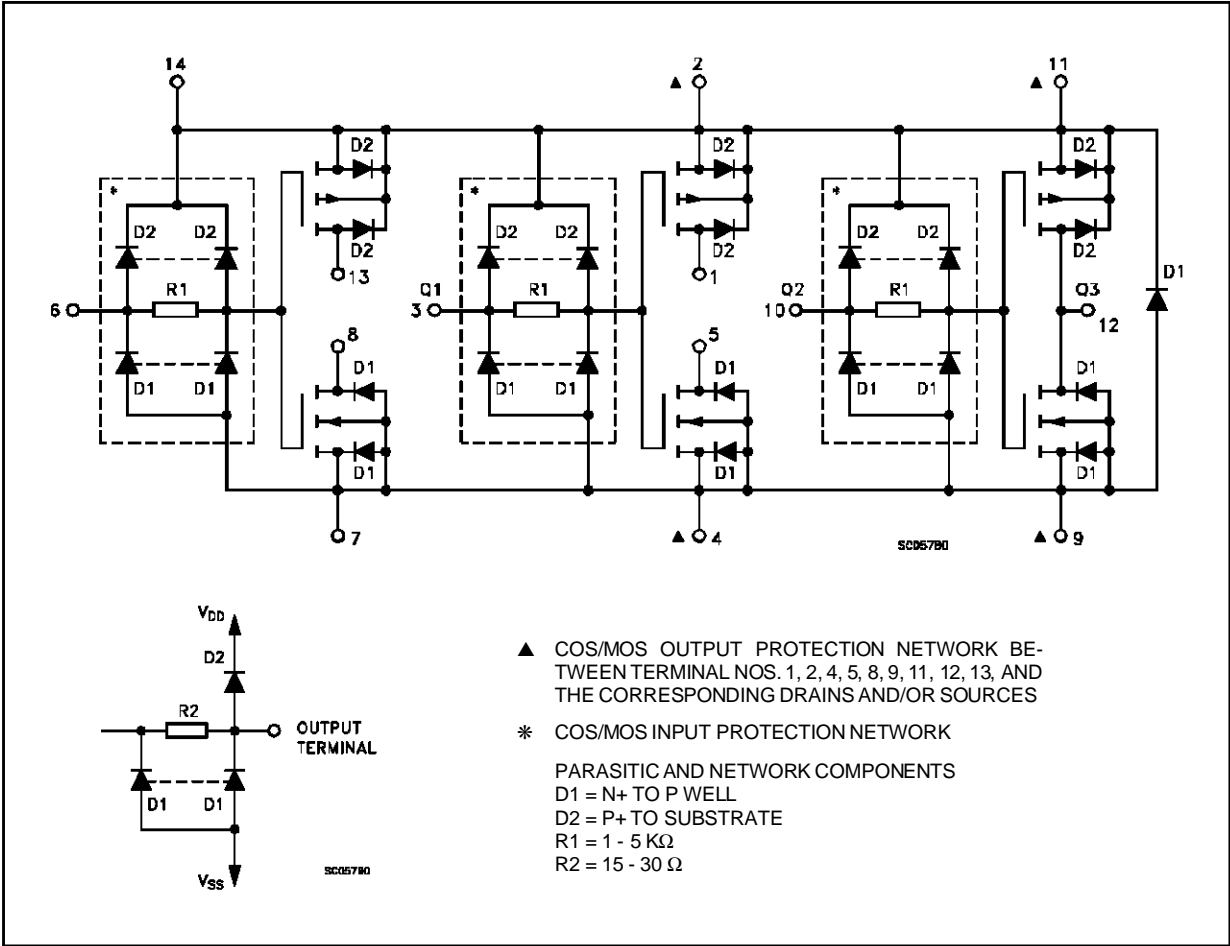 14
▲ 2
▲ 11
D2 D2 D2
* * *
D2 D2 D2 D2 D2 D2
D2 D2 D2
13 1 D1
6 R1 Q1 3 R1 Q2 10 R1 Q3 12
8 5
D1 D1 D1
D1 D1 D1 D1 D1 D1
D1 D1 D1
7
▲ 4
▲ 9
SC05780
VDD
D2
R2
OUTPUT
TERMINAL
D1 D1
VSS
SC05790
▲ COS/MOS OUTPUT PROTECTION NETWORK BE-
TWEEN TERMINAL NOS. 1, 2, 4, 5, 8, 9, 11, 12, 13, AND
THE CORRESPONDING DRAINS AND/OR SOURCES
* COS/MOS INPUT PROTECTION NETWORK
PARASITIC AND NETWORK COMPONENTS
D1 = N+ TO P WELL
D2 = P+ TO SUBSTRATE
R1 = 1 - 5 KΩ
R2 = 15 - 30 Ω